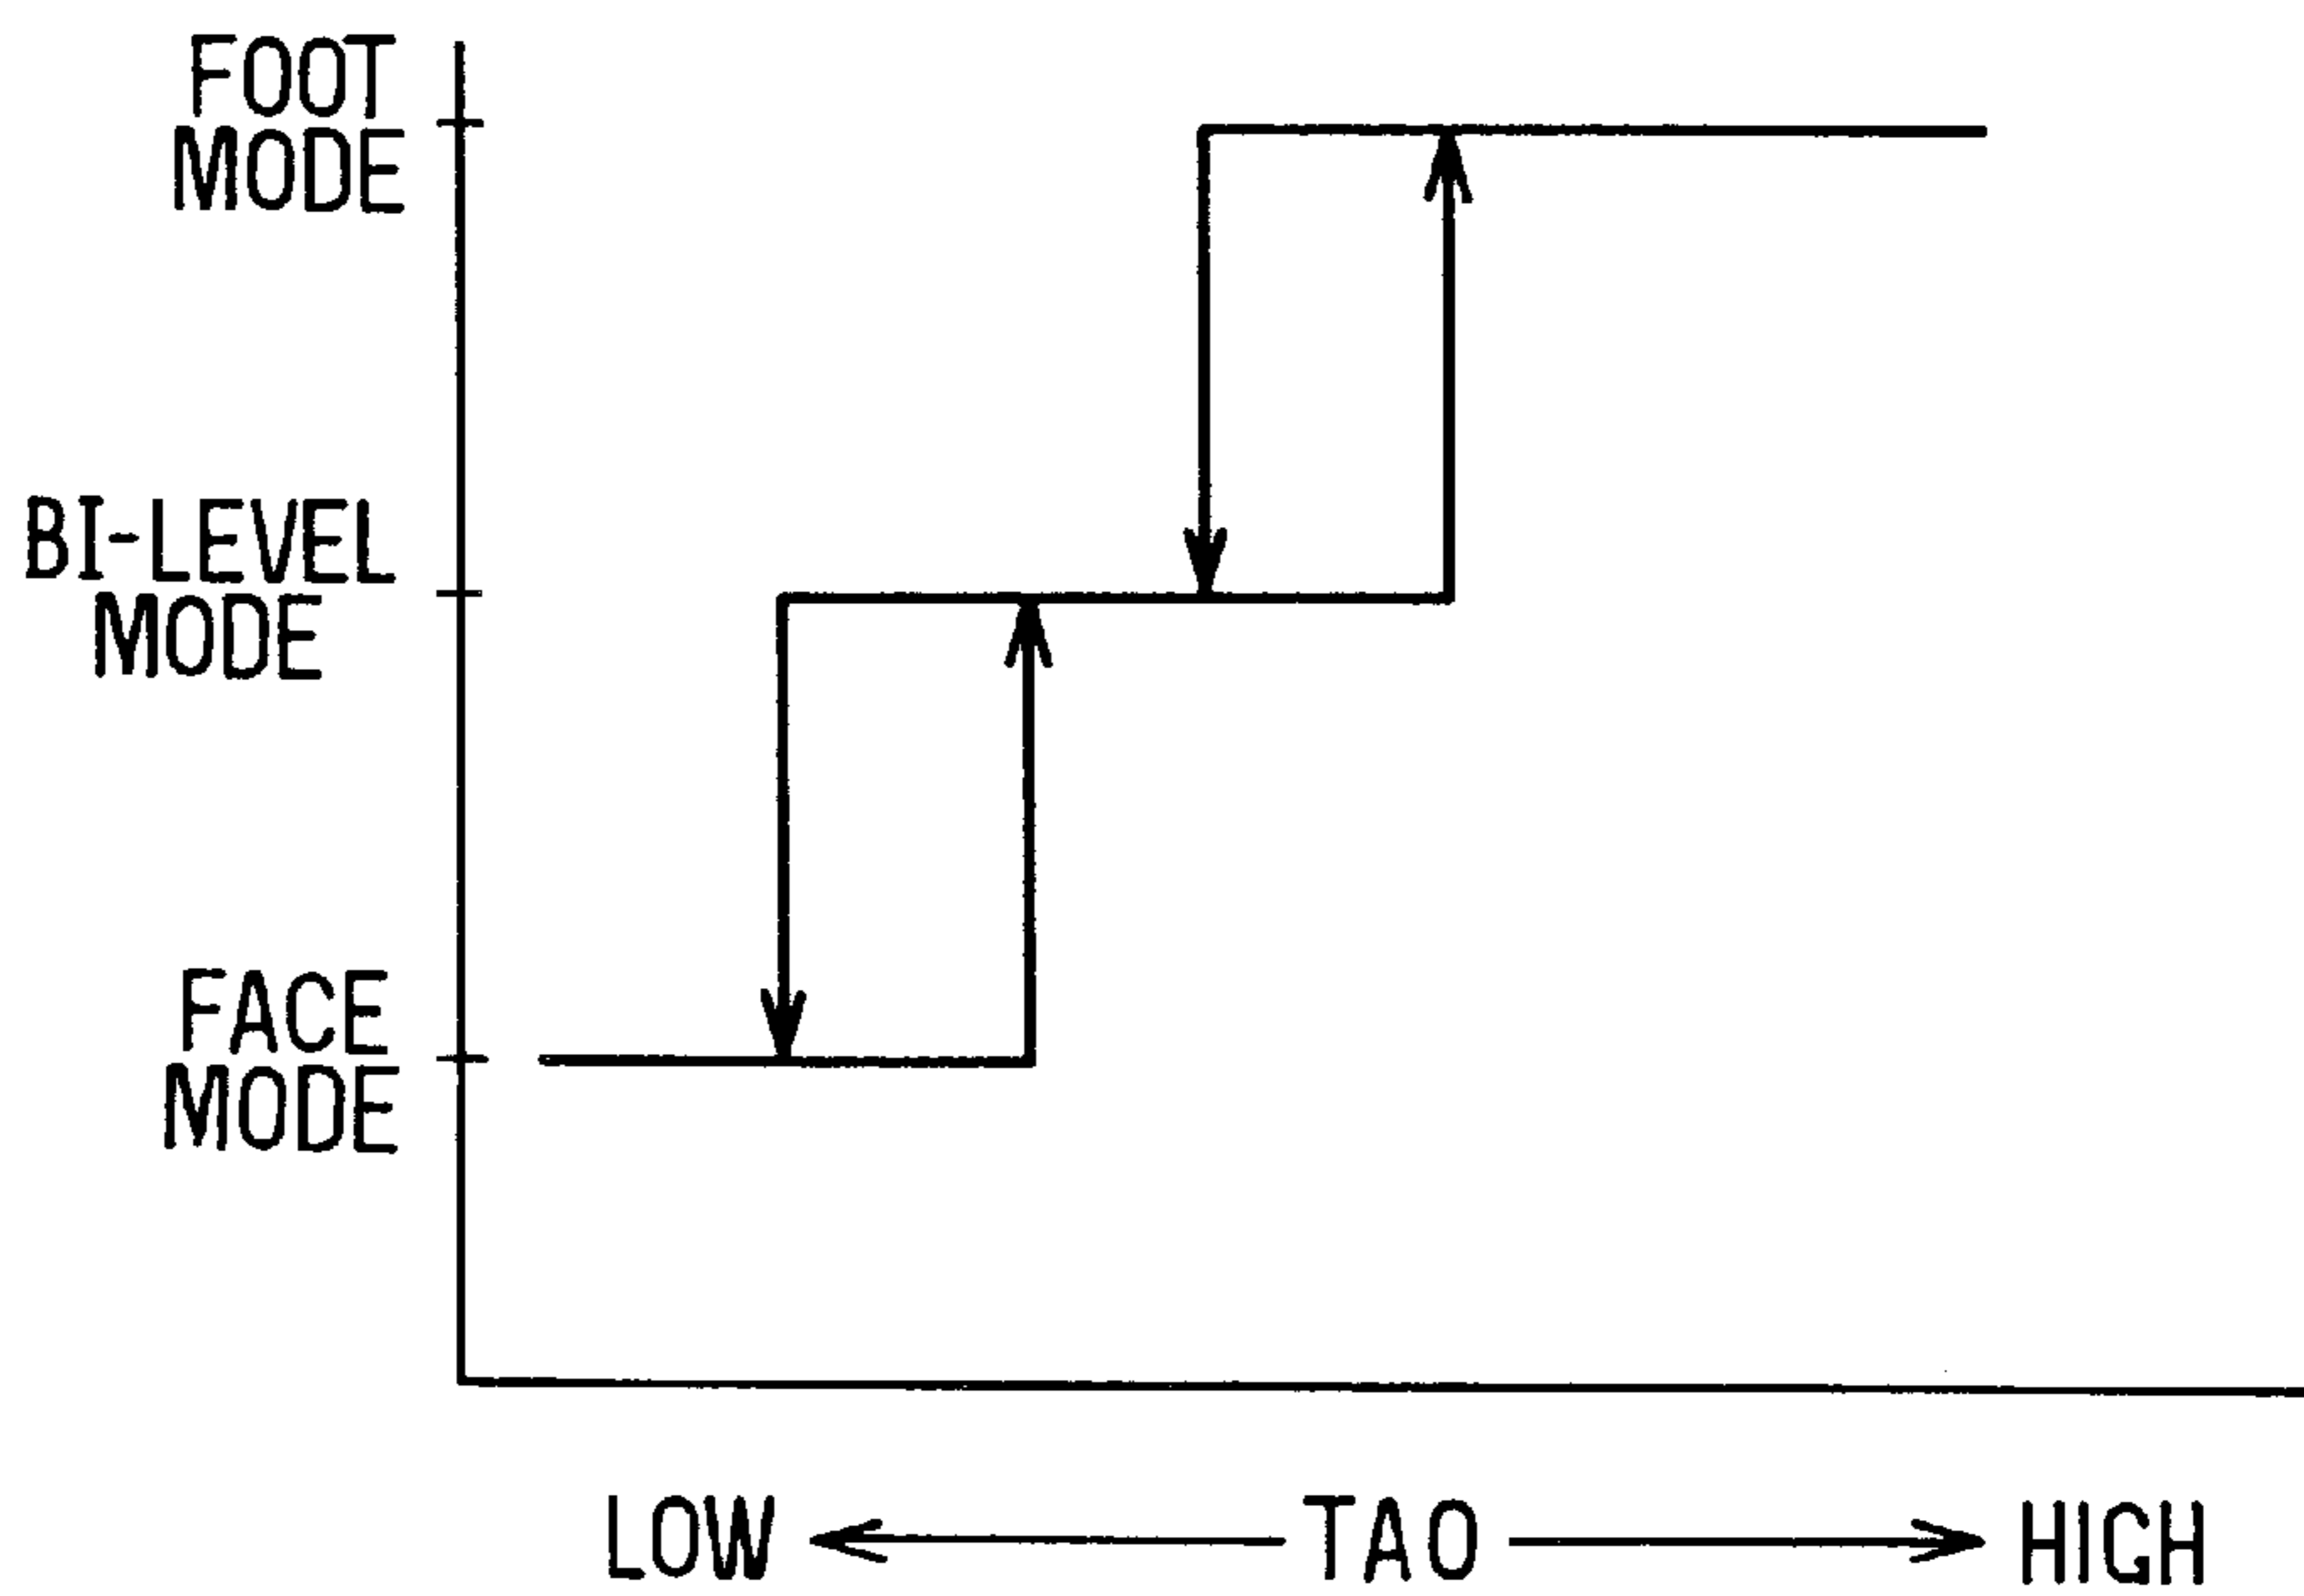 FOOT
MODE
BI-LEVEL
MODE
FACE
MODE
LOW TAO HIGH